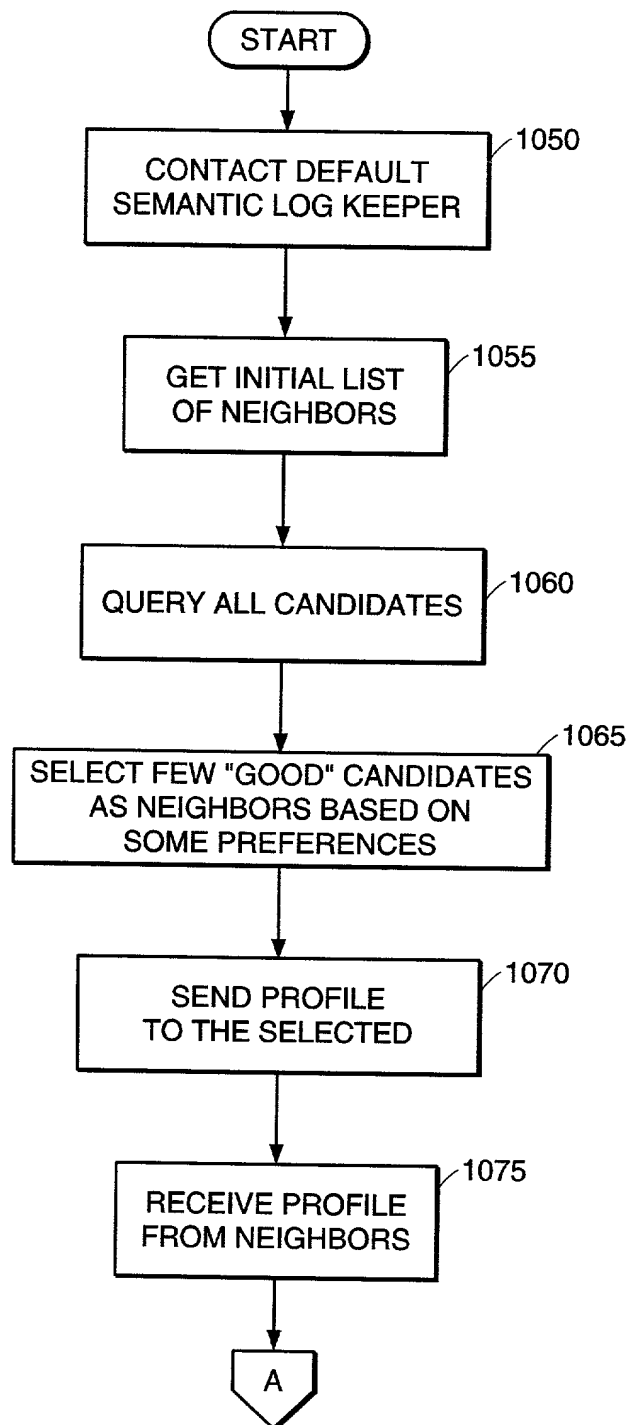 START
1050
CONTACT DEFAULT
SEMANTIC LOG KEEPER
1055
GET INITIAL LIST
OF NEIGHBORS
1060
QUERY ALL CANDIDATES
1065
SELECT FEW "GOOD" CANDIDATES
AS NEIGHBORS BASED ON
SOME PREFERENCES
1070
SEND PROFILE
TO THE SELECTED
1075
RECEIVE PROFILE
FROM NEIGHBORS
A